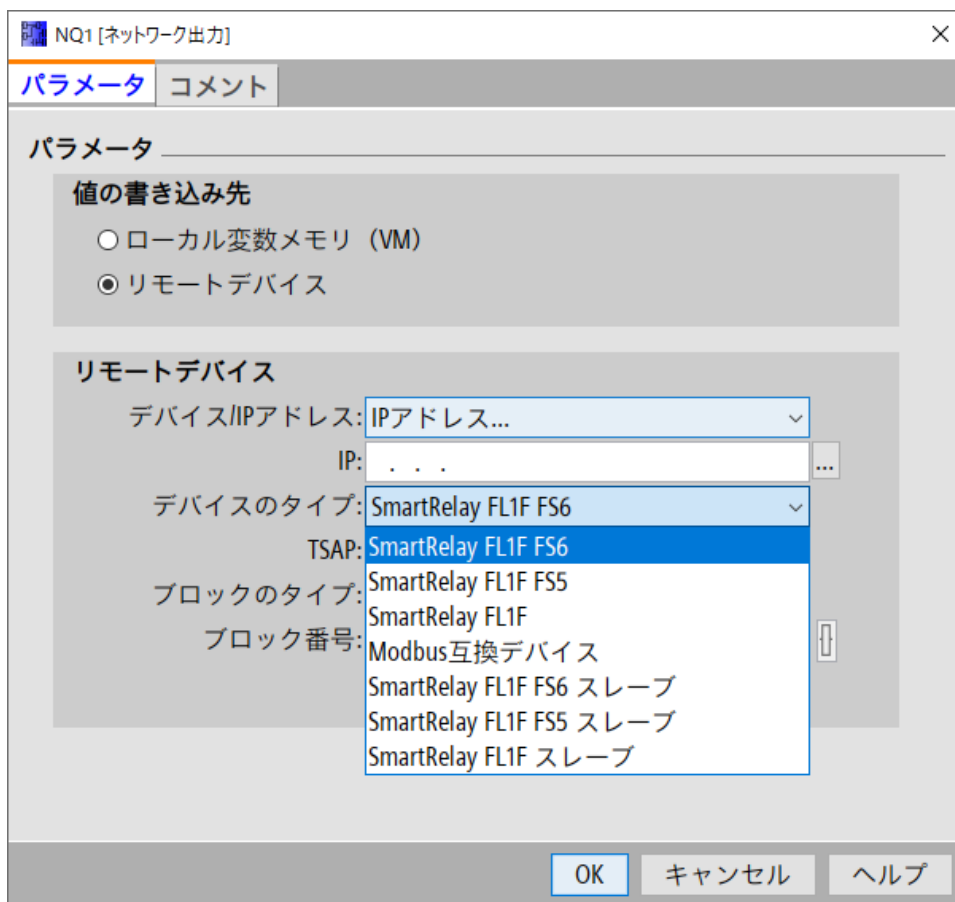 NQ1 [ネットワーク出力]
パラメータ コメント
パラメータ
値の書き込み先
ローカル変数メモリ（VM）
リモートデバイス
リモートデバイス
デバイス/IPアドレス: IPアドレス...
IP: . . . ...
デバイスのタイプ: SmartRelay FL1F FS6
TSAP: SmartRelay FL1F FS6
SmartRelay FL1F FS5
ブロックのタイプ:
SmartRelay FL1F
ブロック番号:
Modbus互換デバイス
SmartRelay FL1F FS6 スレーブ
SmartRelay FL1F FS5 スレーブ
SmartRelay FL1F スレーブ
OK キャンセル ヘルプ